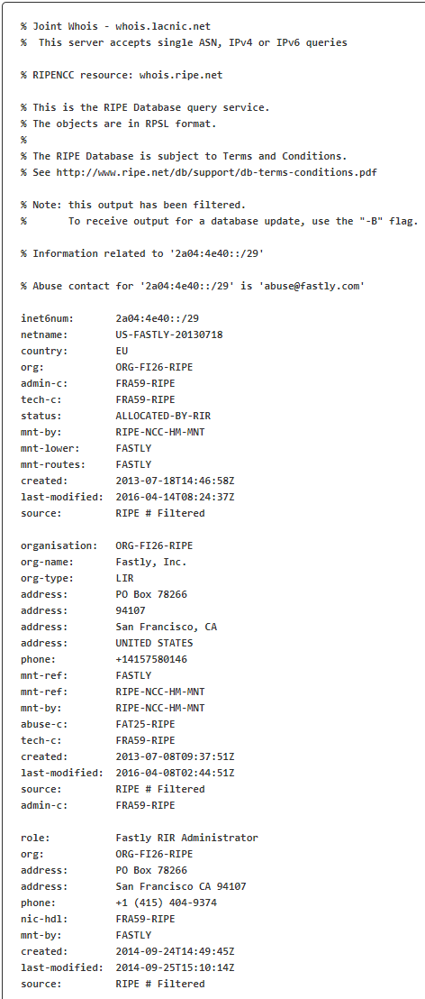 % Joint Whois - whois.lacnic.net
%  This server accepts single ASN, IPv4 or IPv6 queries
% RIPENCC resource: whois.ripe.net
% This is the RIPE Database query service.
% The objects are in RPSL format.
%
% The RIPE Database is subject to Terms and Conditions.
% See http://www.ripe.net/db/support/db-terms-conditions.pdf
% Note: this output has been filtered.
%       To receive output for a database update, use the "-B" flag.
% Information related to '2a04:4e40::/29'
% Abuse contact for '2a04:4e40::/29' is 'abuse@fastly.com'
inet6num:       2a04:4e40::/29
netname:        US-FASTLY-20130718
country:        EU
org:            ORG-FI26-RIPE
admin-c:        FRA59-RIPE
tech-c:         FRA59-RIPE
status:         ALLOCATED-BY-RIR
mnt-by:         RIPE-NCC-HM-MNT
mnt-lower:      FASTLY
mnt-routes:     FASTLY
created:        2013-07-18T14:46:58Z
last-modified:  2016-04-14T08:24:37Z
source:         RIPE # Filtered
organisation:   ORG-FI26-RIPE
org-name:       Fastly, Inc.
org-type:       LIR
address:        PO Box 78266
address:        94107
address:        San Francisco, CA
address:        UNITED STATES
phone:          +14157580146
mnt-ref:        FASTLY
mnt-ref:        RIPE-NCC-HM-MNT
mnt-by:         RIPE-NCC-HM-MNT
abuse-c:        FAT25-RIPE
tech-c:         FRA59-RIPE
created:        2013-07-08T09:37:51Z
last-modified:  2016-04-08T02:44:51Z
source:         RIPE # Filtered
admin-c:        FRA59-RIPE
role:           Fastly RIR Administrator
org:            ORG-FI26-RIPE
address:        PO Box 78266
address:        San Francisco CA 94107
phone:          +1 (415) 404-9374
nic-hdl:        FRA59-RIPE
mnt-by:         FASTLY
created:        2014-09-24T14:49:45Z
last-modified:  2014-09-25T15:10:14Z
source:         RIPE # Filtered